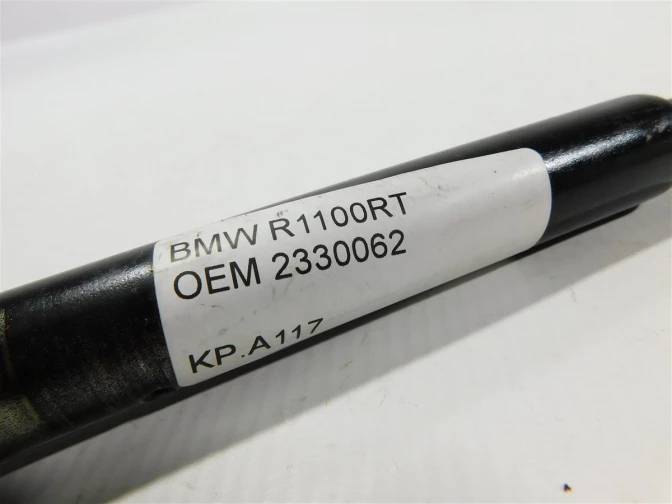 BMW R1100RT
OEM 2330062
KP.A117